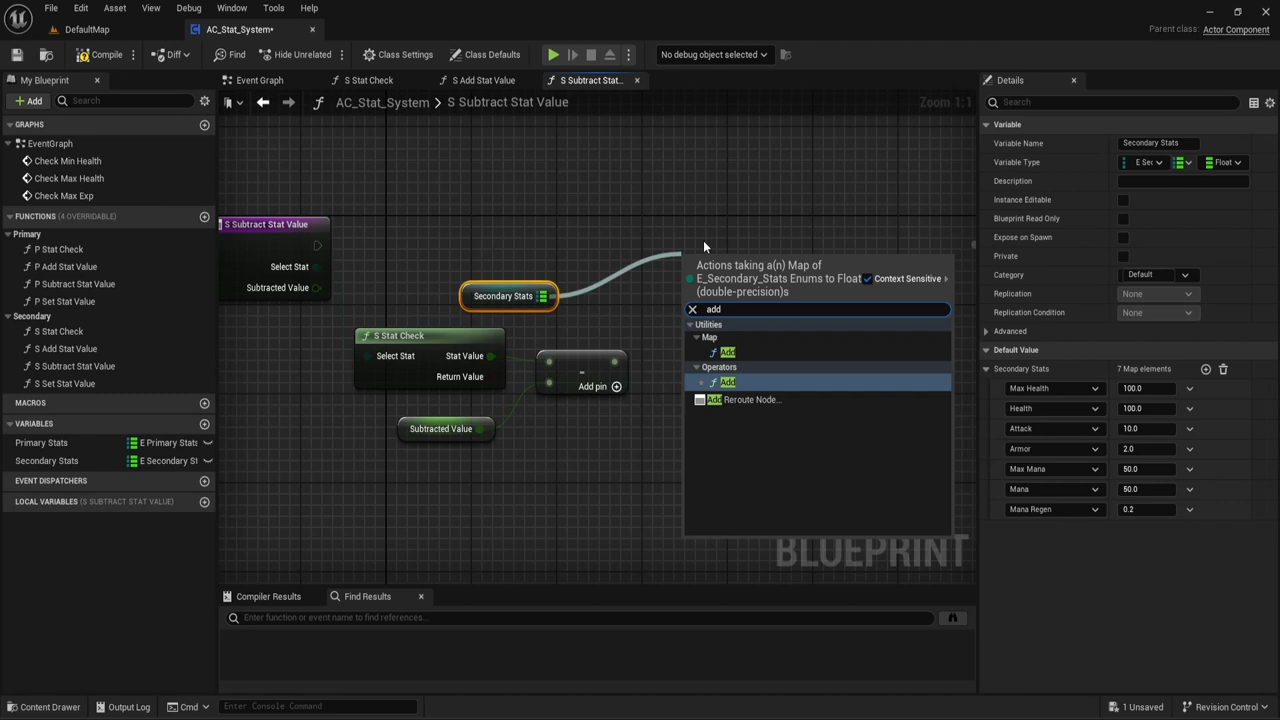 File Edit Asset View Debug Window Tools Help
DefaultMap
AC_Stat_System*
Parent class: Actor Component
Compile
Diff
Find
Hide Unrelated
Class Settings
Class Defaults
No debug object selected
My Blueprint
Event Graph
S Stat Check
S Add Stat Value
S Subtract Stat...
Details
Add
Search
AC_Stat_System
S Subtract Stat Value
Zoom 1:1
Search
GRAPHS
EventGraph
Check Min Health
Check Max Health
Check Max Exp
FUNCTIONS (4 OVERRIDABLE)
Primary
P Stat Check
P Add Stat Value
P Subtract Stat Value
P Set Stat Value
Secondary
S Stat Check
S Add Stat Value
S Subtract Stat Value
S Set Stat Value
MACROS
VARIABLES
Primary Stats
E Primary Stats
Secondary Stats
E Secondary St
EVENT DISPATCHERS
LOCAL VARIABLES (S SUBTRACT STAT VALUE)
S Subtract Stat Value
Select Stat
Subtracted Value
Secondary Stats
S Stat Check
Select Stat
Stat Value
Return Value
-
Add pin
Subtracted Value
Actions taking a(n) Map of
E_Secondary_Stats Enums to Float
(double-precision)s
Context Sensitive
add
Utilities
Map
Add
Operators
Add
Add Reroute Node...
BLUEPRINT
Variable
Variable Name
Secondary Stats
Variable Type
E Sec
Float
Description
Instance Editable
Blueprint Read Only
Expose on Spawn
Private
Category
Default
Replication
None
Replication Condition
None
Advanced
Default Value
Secondary Stats
7 Map elements
Max Health
100.0
Health
100.0
Attack
10.0
Armor
2.0
Max Mana
50.0
Mana
50.0
Mana Regen
0.2
Compiler Results
Find Results
Enter function or event name to find references...
Content Drawer
Output Log
Cmd
Enter Console Command
1 Unsaved
Revision Control